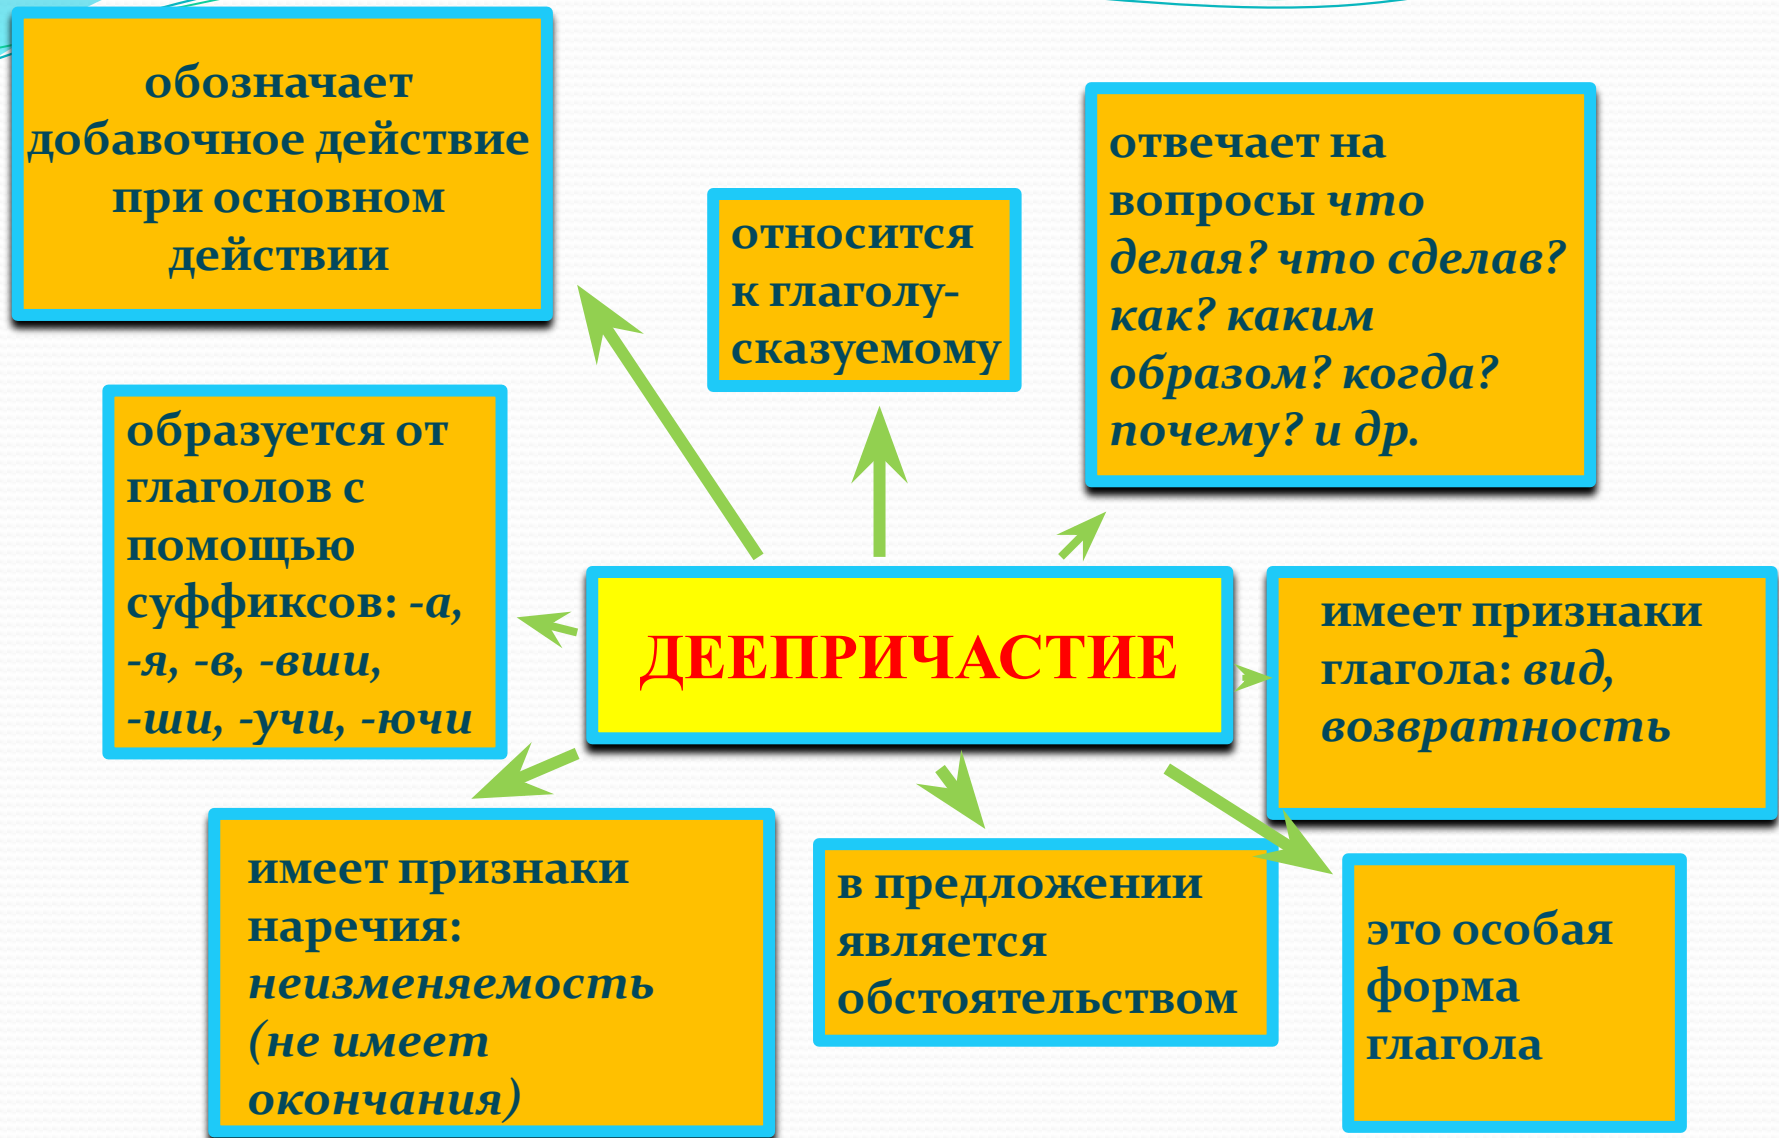 обозначает
добавочное действие
при основном
действии
относится
к глаголу-
сказуемому
отвечает на
вопросы что
делая? что сделав?
как? каким
образом? когда?
почему? и др.
образуется от
глаголов с
помощью
суффиксов: -а,
-я, -в, -вши,
-ши, -учи, -ючи
ДЕЕПРИЧАСТИЕ
имеет признаки
глагола: вид,
возвратность
имеет признаки
наречия:
неизменяемость
(не имеет
окончания)
в предложении
является
обстоятельством
это особая
форма
глагола